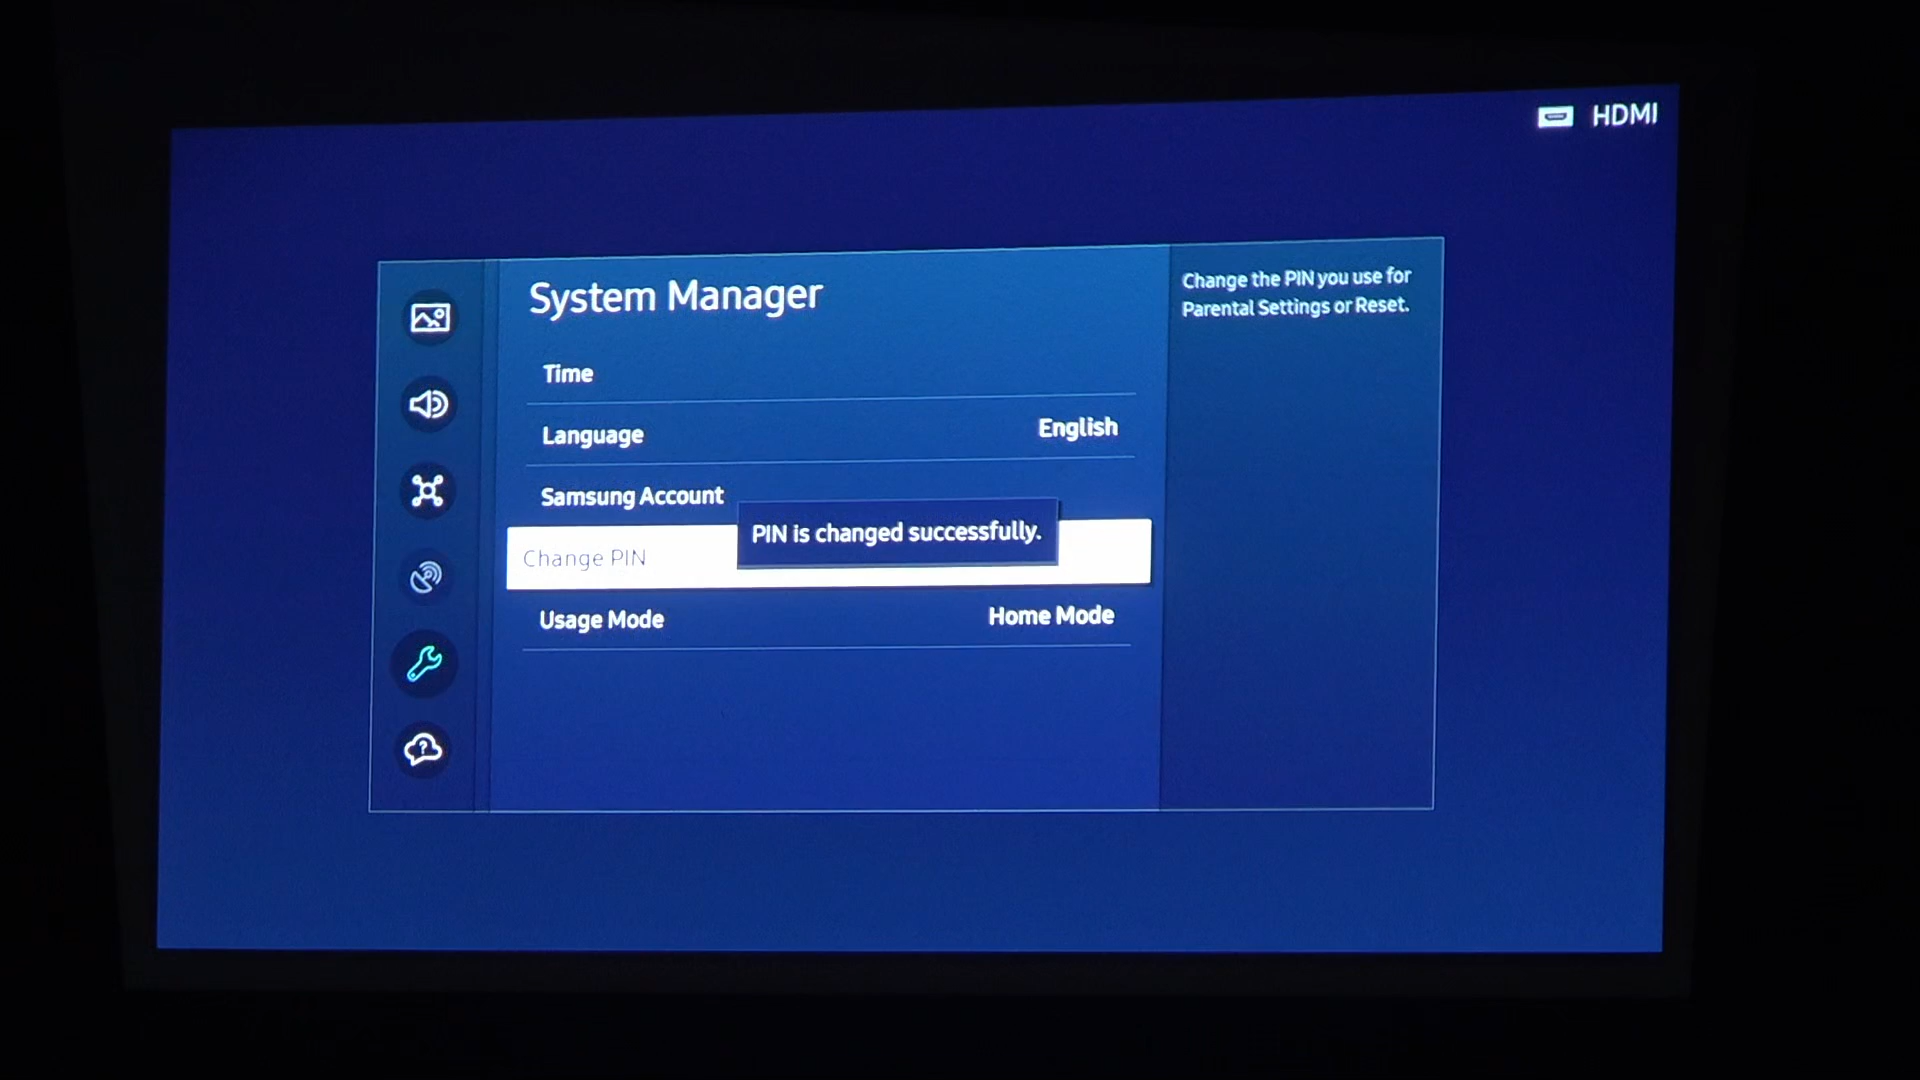 HDMI
System Manager
Time
Language English
Samsung Account
PIN is changed successfully.
Change PIN
Usage Mode Home Mode
Change the PIN you use for
Parental Settings or Reset.